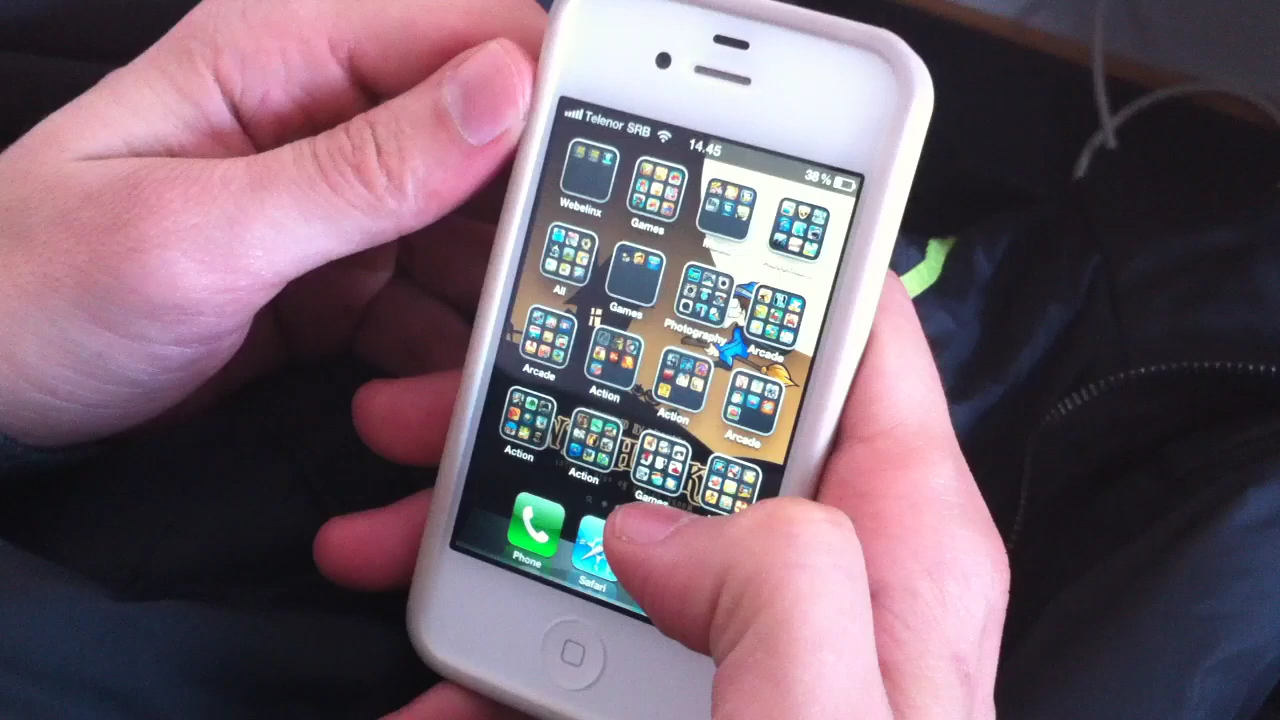 Telenor SRB 14.45 38 %
Webelinx Games
All Games Photography Arcade
Arcade Action Action Arcade
Action Action Games
Phone Safari